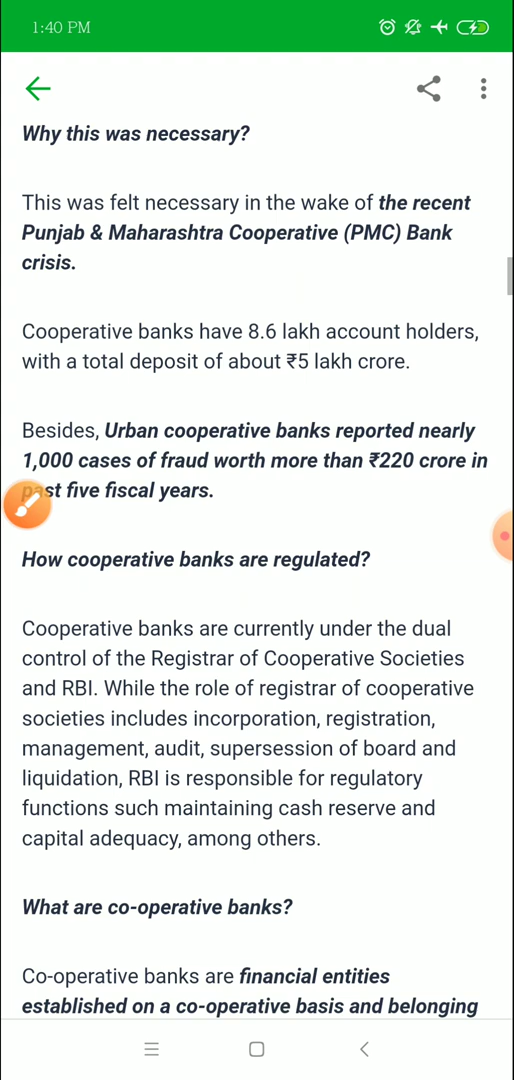 1:40 PM
Why this was necessary?
This was felt necessary in the wake of the recent
Punjab & Maharashtra Cooperative (PMC) Bank
crisis.
Cooperative banks have 8.6 lakh account holders,
with a total deposit of about ₹5 lakh crore.
Besides, Urban cooperative banks reported nearly
1,000 cases of fraud worth more than ₹220 crore in
past five fiscal years.
How cooperative banks are regulated?
Cooperative banks are currently under the dual
control of the Registrar of Cooperative Societies
and RBI. While the role of registrar of cooperative
societies includes incorporation, registration,
management, audit, supersession of board and
liquidation, RBI is responsible for regulatory
functions such maintaining cash reserve and
capital adequacy, among others.
What are co-operative banks?
Co-operative banks are financial entities
established on a co-operative basis and belonging